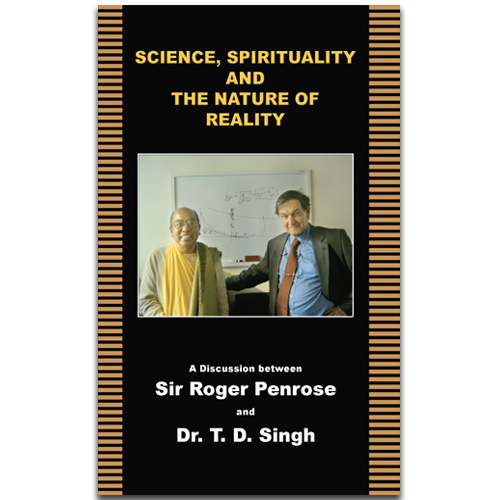 SCIENCE, SPIRITUALITY
AND
THE NATURE OF
REALITY
A Discussion between
Sir Roger Penrose
and
Dr. T. D. Singh